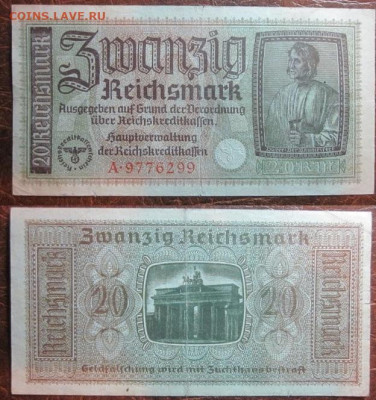 COINS.LAVE.RU
20 Reichsmark
Zwanzig
Reichsmark
Ausgegeben auf Grund der Verordnung
über Reichskreditkassen
Hauptverwaltung
der Reichskreditkassen
A·9776299
Zwanzig Reichsmark
Reichsmark
20
20
Reichsmark
Geldfälschung wird mit Zuchthaus bestraft